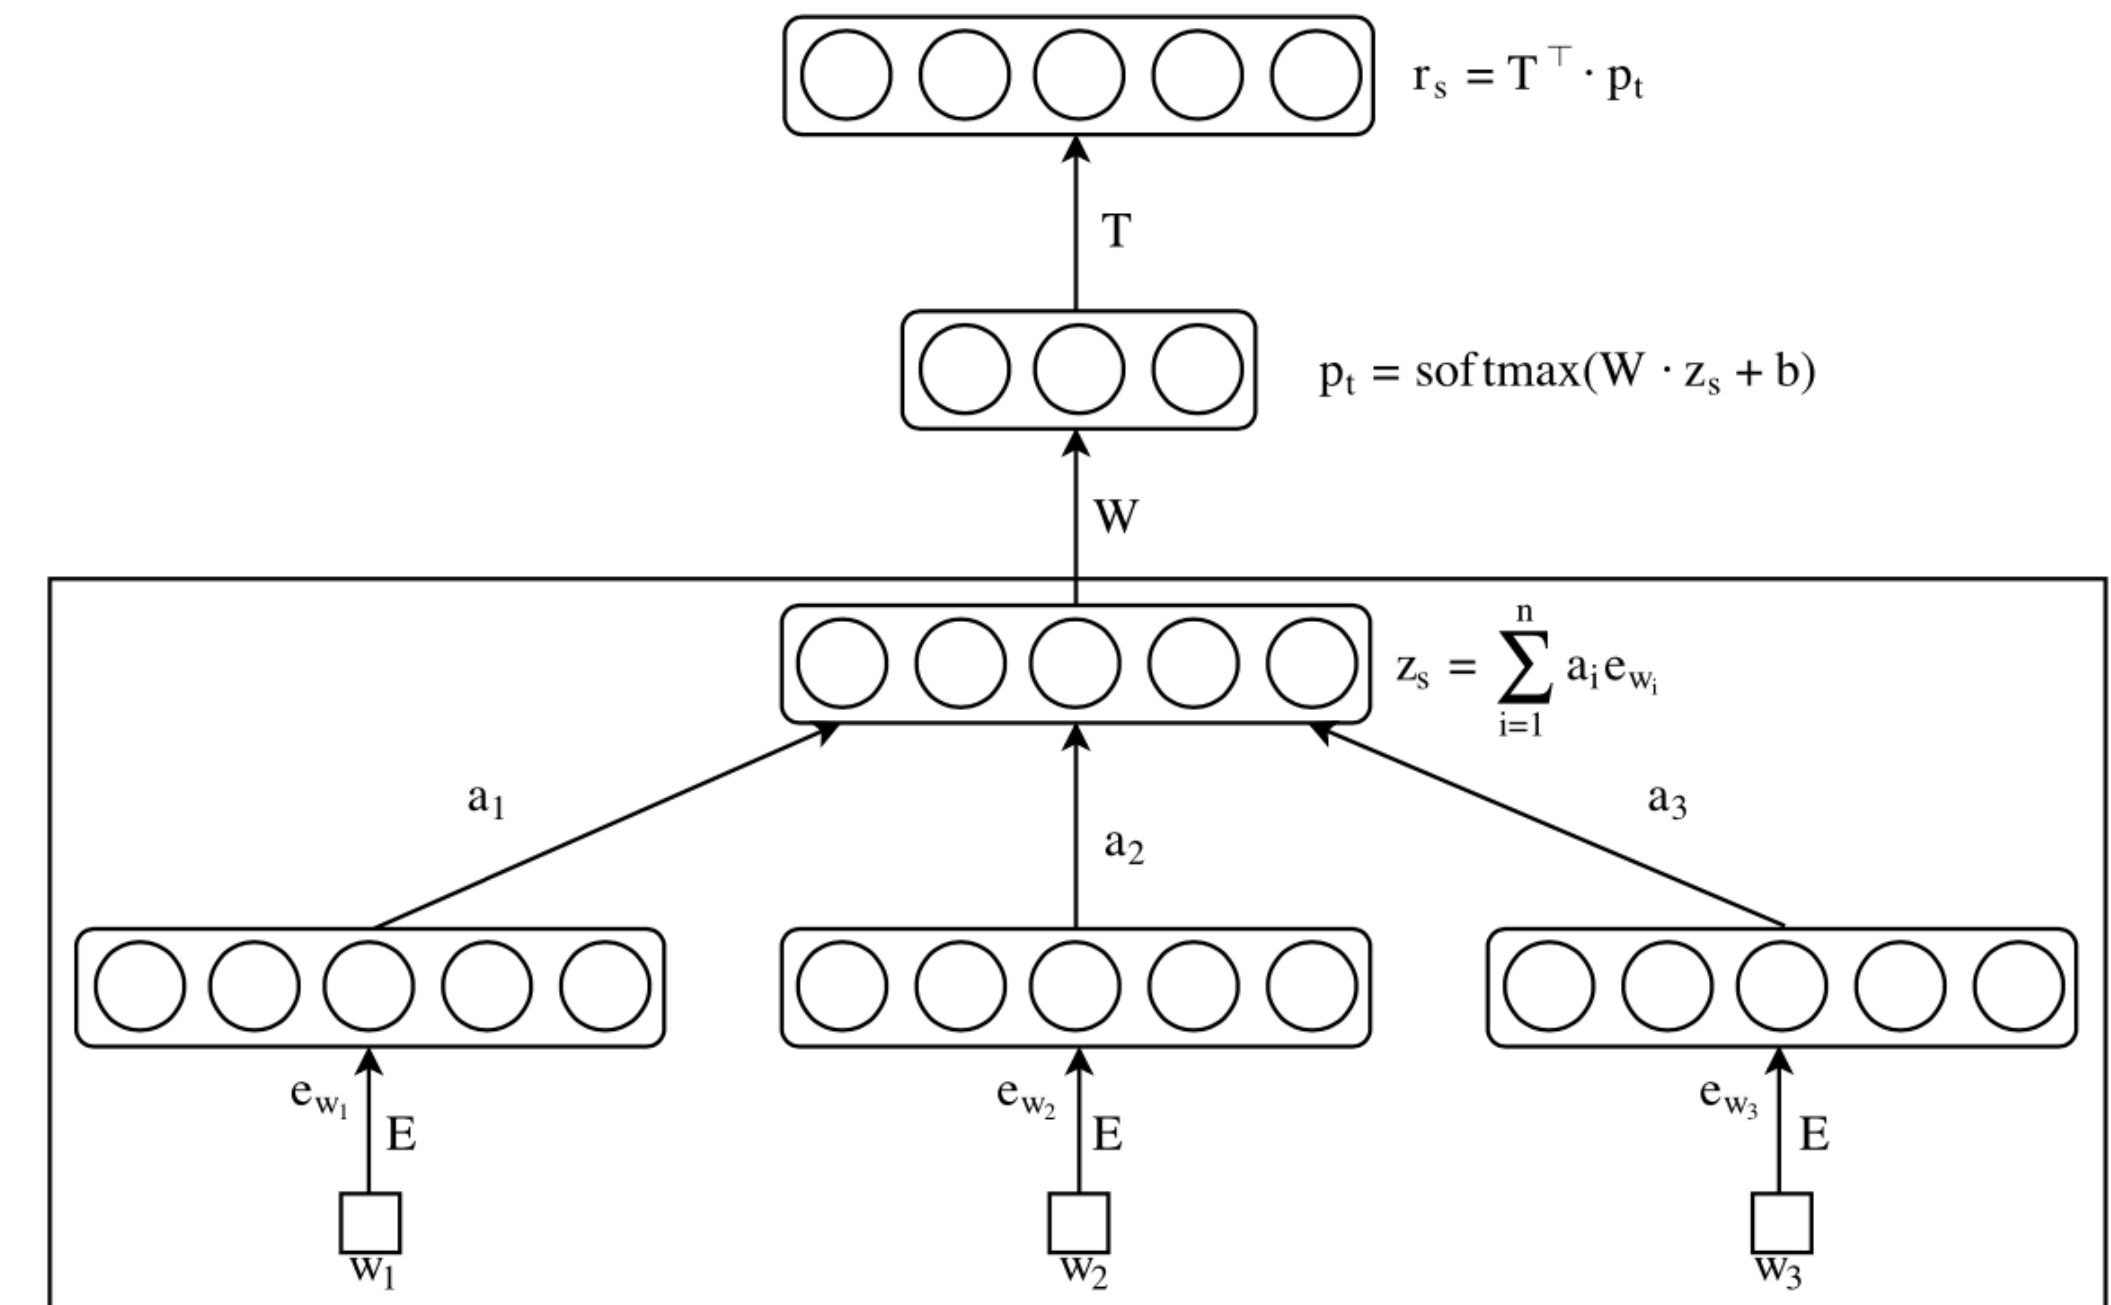 r_s = T^⊤ · p_t
T
p_t = softmax(W · z_s + b)
W
z_s = ∑_{i=1}^{n} a_i e_{w_i}
a_1
a_2
a_3
e_{w_1} E
e_{w_2} E
e_{w_3} E
w_1
w_2
w_3